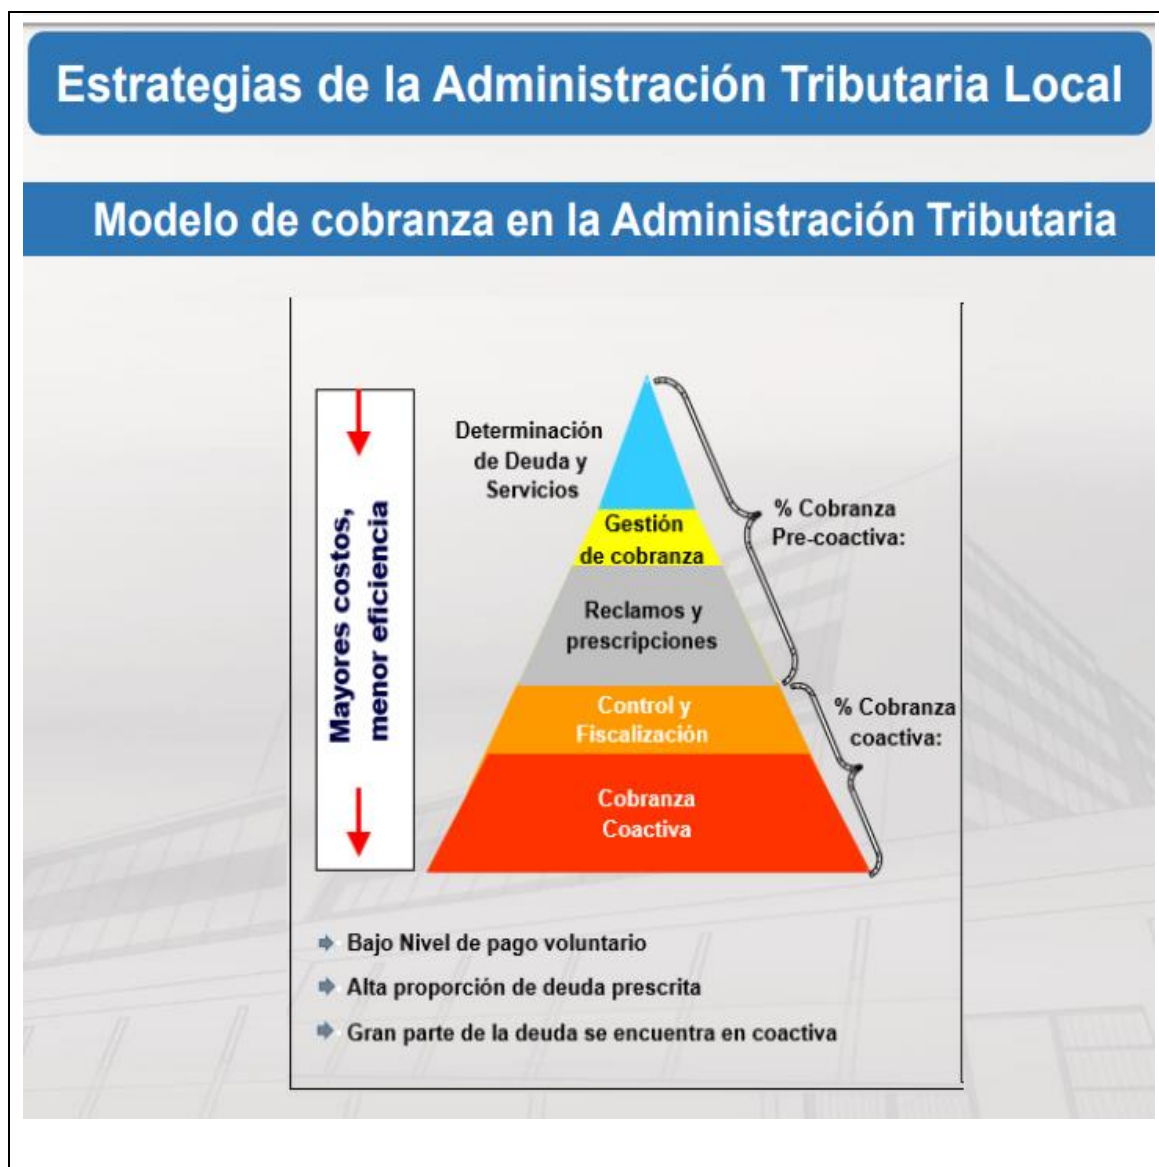 Estrategias de la Administración Tributaria Local
Modelo de cobranza en la Administración Tributaria
Mayores costos,
menor eficiencia
Determinación
de Deuda y
Servicios
Gestión
de cobranza
Reclamos y
prescripciones
Control y
Fiscalización
Cobranza
Coactiva
% Cobranza
Pre-coactiva:
% Cobranza
coactiva:
Bajo Nivel de pago voluntario
Alta proporción de deuda prescrita
Gran parte de la deuda se encuentra en coactiva